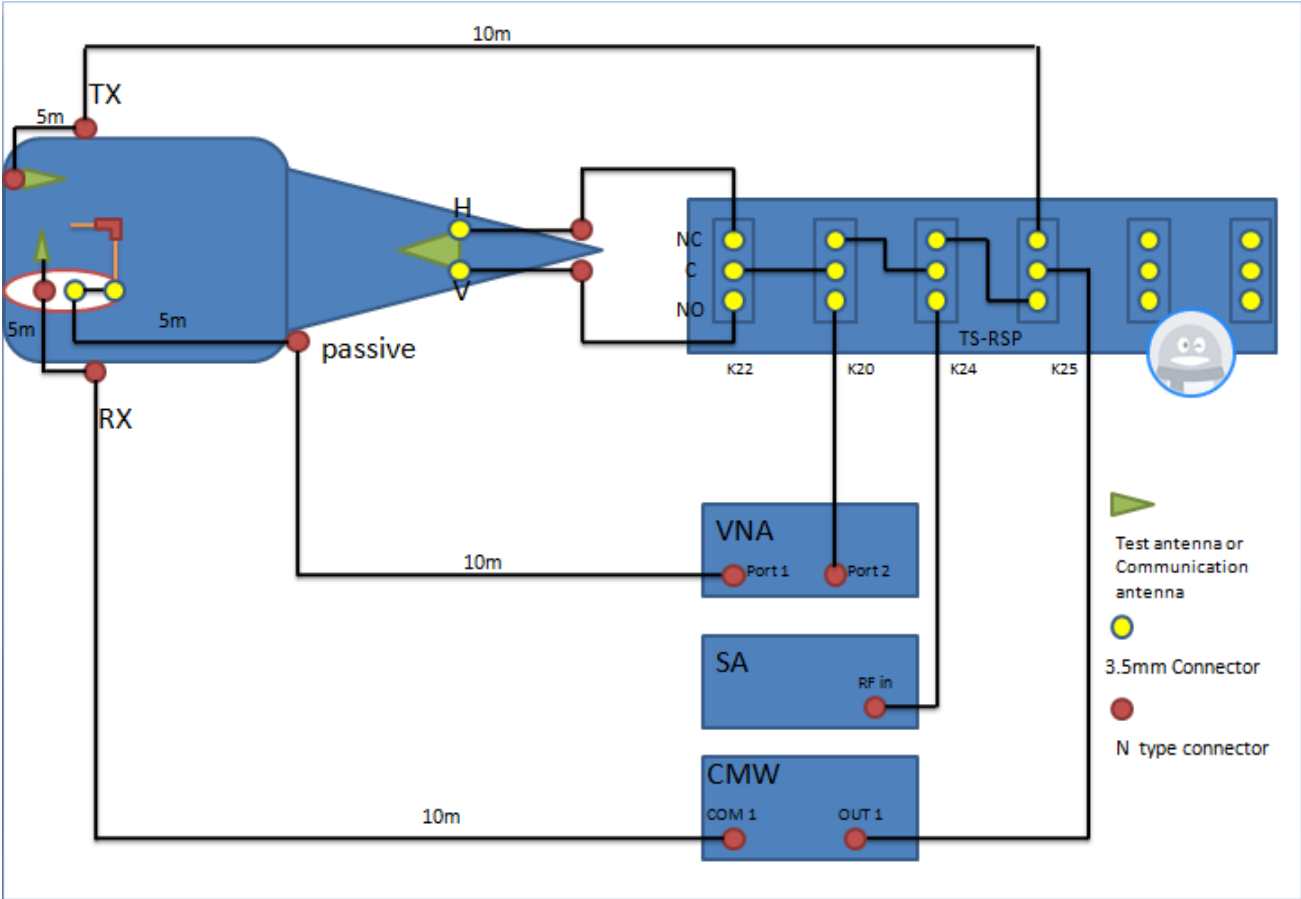 10m
TX
5m
H
NC
C
V
NO
5m
5m
TS-RSP
passive
K22
K20
K24
K25
RX
VNA
Port 1
Port 2
10m
Test antenna or
Communication
antenna
SA
3.5mm Connector
RF in
N type connector
CMW
COM 1
OUT 1
10m